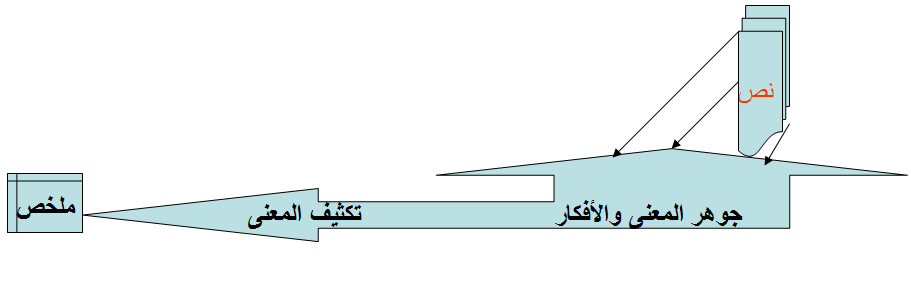 نص
جوهر المعنى والأفكار
تكثيف المعنى
ملخص